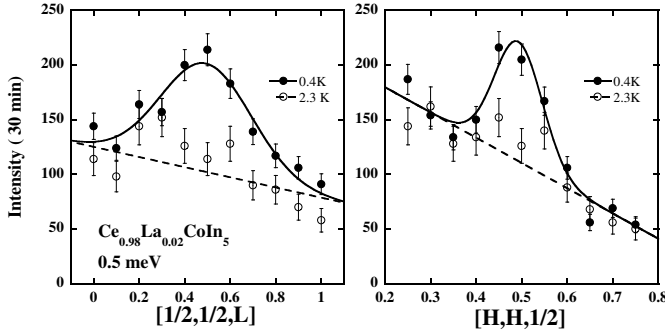 250
200
150
100
50
0
Intensity ( 30 min)
0.4K
2.3 K
Ce0.98La0.02CoIn5
0.5 meV
0 0.2 0.4 0.6 0.8 1
[1/2,1/2,L]
250
200
150
100
50
0
0.4K
2.3K
0.2 0.3 0.4 0.5 0.6 0.7 0.8
[H,H,1/2]